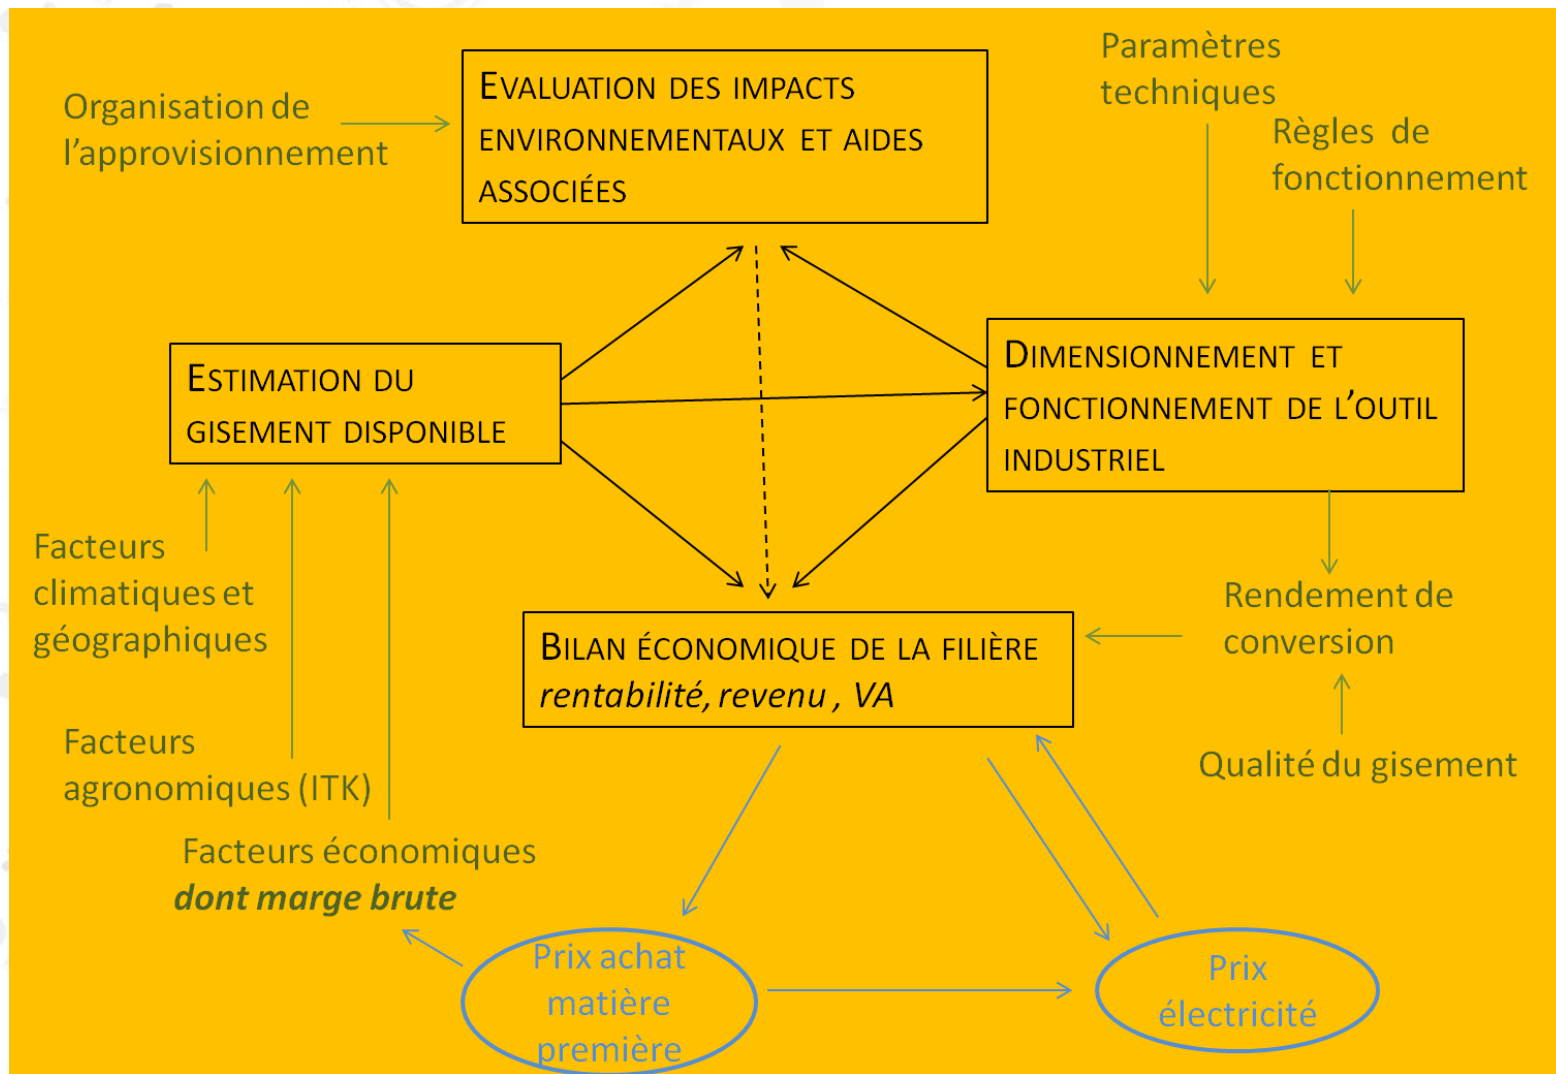 Organisation de
l’approvisionnement
EVALUATION DES IMPACTS
ENVIRONNEMENTAUX ET AIDES
ASSOCIÉES
Paramètres
techniques
Règles de
fonctionnement
ESTIMATION DU
GISEMENT DISPONIBLE
DIMENSIONNEMENT ET
FONCTIONNEMENT DE L’OUTIL
INDUSTRIEL
Facteurs
climatiques et
géographiques
BILAN ÉCONOMIQUE DE LA FILIÈRE
rentabilité, revenu , VA
Rendement de
conversion
Facteurs
agronomiques (ITK)
Qualité du gisement
Facteurs économiques
dont marge brute
Prix achat
matière
première
Prix
électricité